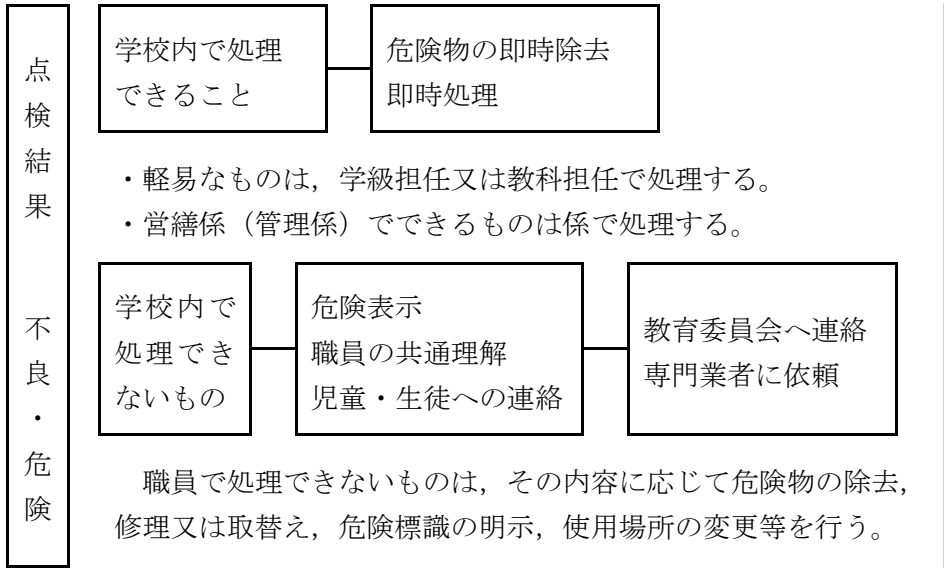 点検結果　不良・危険
学校内で処理
できること
危険物の即時除去
即時処理
・軽易なものは，学級担任又は教科担任で処理する。
・営繕係（管理係）でできるものは係で処理する。
学校内で
処理でき
ないもの
危険表示
職員の共通理解
児童・生徒への連絡
教育委員会へ連絡
専門業者に依頼
職員で処理できないものは，その内容に応じて危険物の除去，
修理又は取替え，危険標識の明示，使用場所の変更等を行う。